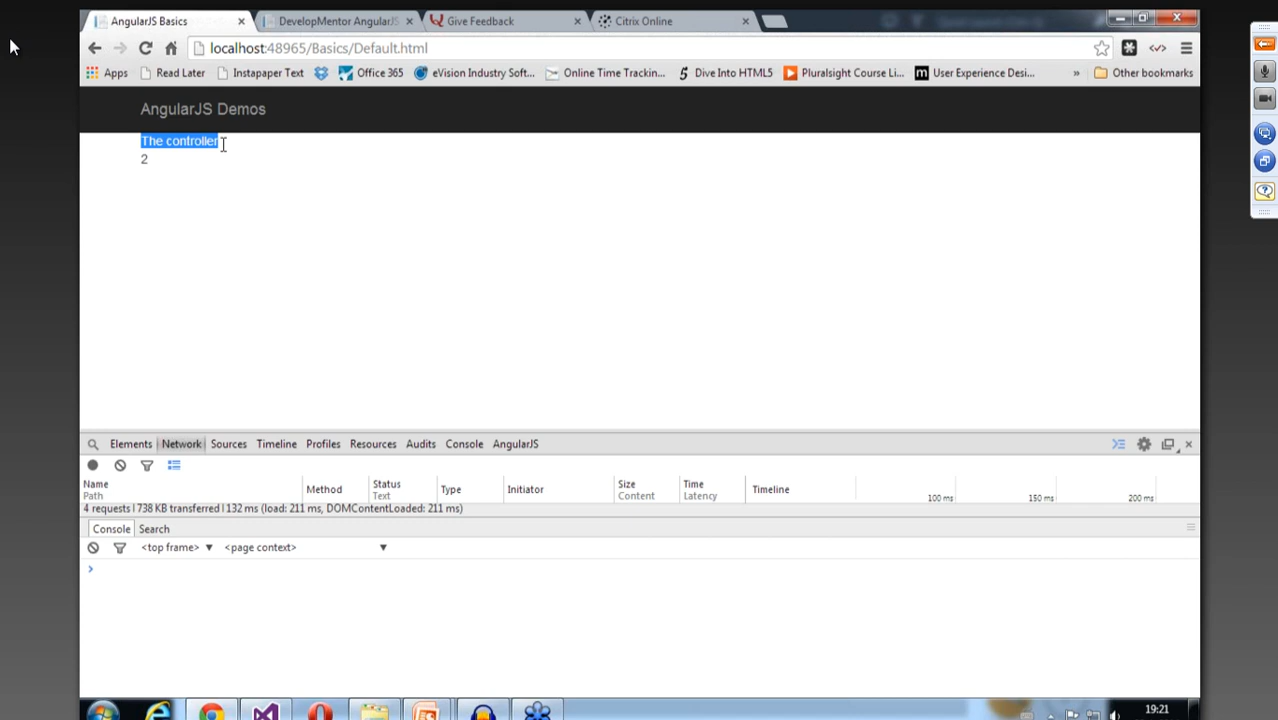 AngularJS Basics
DevelopMentor AngularJS
Give Feedback
Citrix Online
localhost:48965/Basics/Default.html
Apps Read Later Instapaper Text Office 365 eVision Industry Soft... Online Time Trackin... Dive Into HTML5 Pluralsight Course Li... User Experience Desi... » Other bookmarks
AngularJS Demos
The controller
2
Elements Network Sources Timeline Profiles Resources Audits Console AngularJS
Name Method Status Type Initiator Size Time Timeline
Path Text Content Latency 100 ms 150 ms 200 ms
4 requests | 738 KB transferred | 132 ms (load: 211 ms, DOMContentLoaded: 211 ms)
Console Search
<top frame> ▼ <page context> ▼
>
19:21